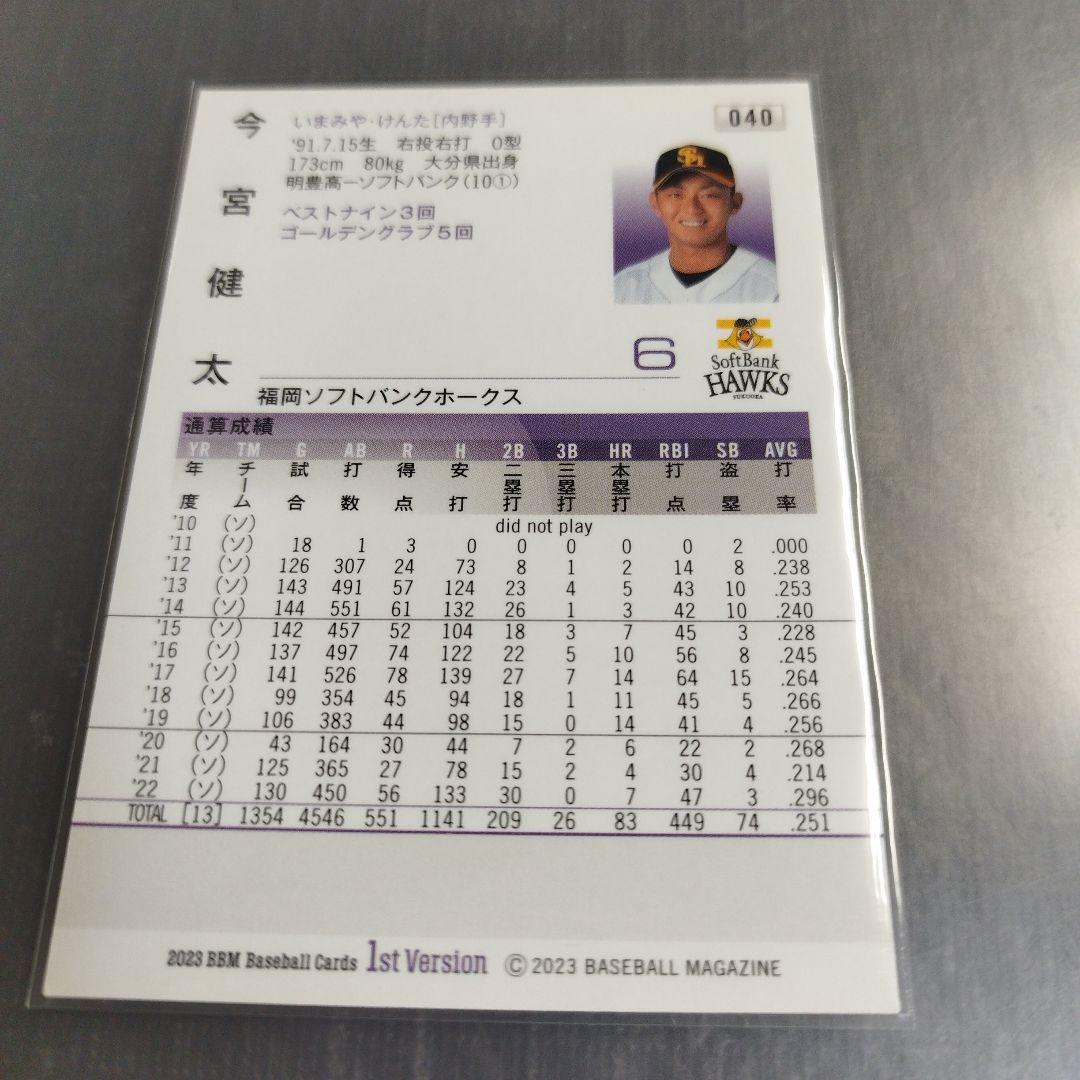 040
今宮健太
いまみや・けんた[内野手]
'91.7.15生 右投右打 O型
173cm 80kg 大分県出身
明豊高ーソフトバンク(10①)
ベストナイン3回
ゴールデングラブ5回
6
SoftBank
HAWKS
FUKUOKA
福岡ソフトバンクホークス
通算成績
YR TM G AB R H 2B 3B HR RBI SB AVG
年度 チーム 試合 打数 得点 安打 二塁打 三塁打 本塁打 打点 盗塁 打率
'10 (ソ) did not play
'11 (ソ) 18 1 3 0 0 0 0 0 2 .000
'12 (ソ) 126 307 24 73 8 1 2 14 8 .238
'13 (ソ) 143 491 57 124 23 4 5 43 10 .253
'14 (ソ) 144 551 61 132 26 1 3 42 10 .240
'15 (ソ) 142 457 52 104 18 3 7 45 3 .228
'16 (ソ) 137 497 74 122 22 5 10 56 8 .245
'17 (ソ) 141 526 78 139 27 7 14 64 15 .264
'18 (ソ) 99 354 45 94 18 1 11 45 5 .266
'19 (ソ) 106 383 44 98 15 0 14 41 4 .256
'20 (ソ) 43 164 30 44 7 2 6 22 2 .268
'21 (ソ) 125 365 27 78 15 2 4 30 4 .214
'22 (ソ) 130 450 56 133 30 0 7 47 3 .296
TOTAL [13] 1354 4546 551 1141 209 26 83 449 74 .251
2023 BBM Baseball Cards 1st Version © 2023 BASEBALL MAGAZINE